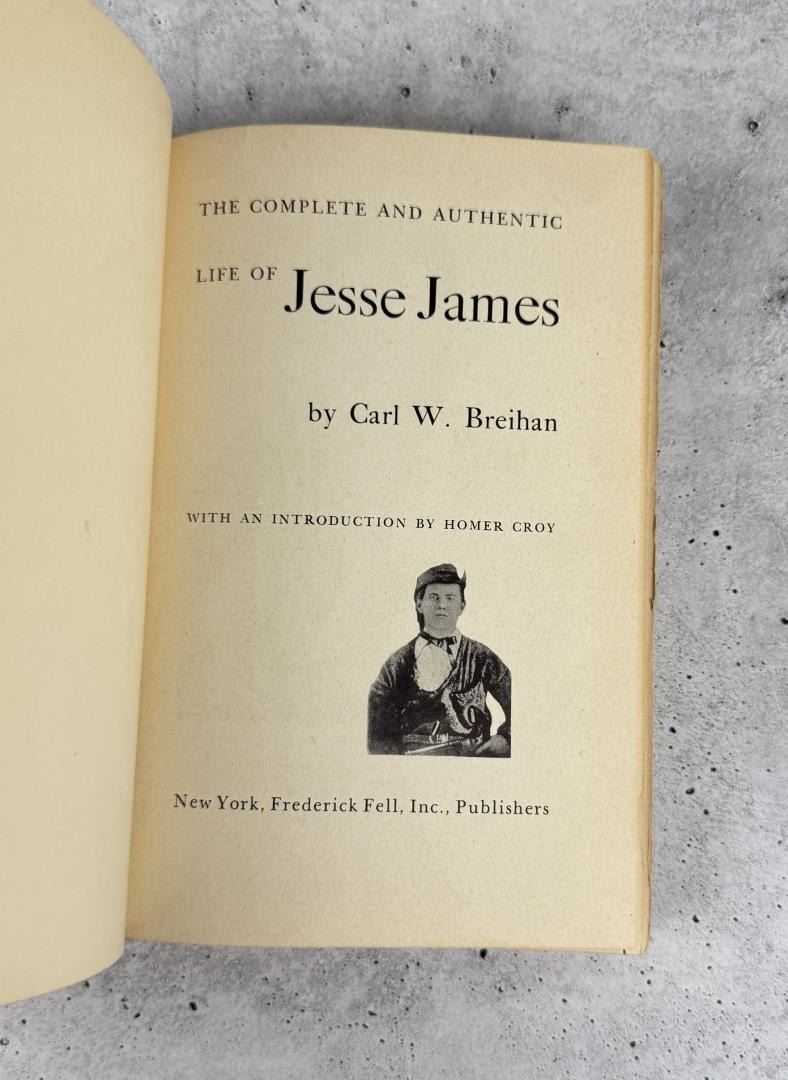 THE COMPLETE AND AUTHENTIC
LIFE OF Jesse James
by Carl W. Breihan
WITH AN INTRODUCTION BY HOMER CROY
New York, Frederick Fell, Inc., Publishers